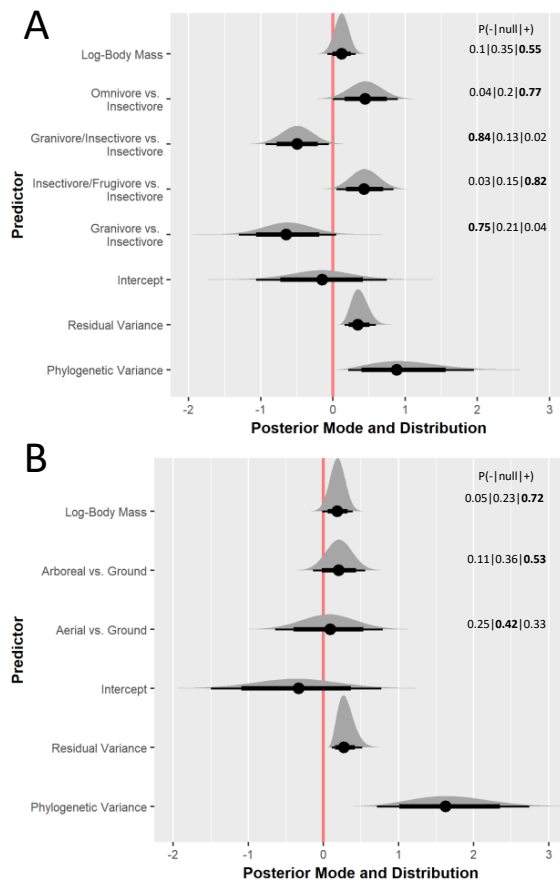 A
P(-|null|+)
Log-Body Mass
0.1|0.35|0.55
Omnivore vs.
Insectivore
0.04|0.2|0.77
Granivore/Insectivore vs.
Insectivore
0.84|0.13|0.02
Insectivore/Frugivore vs.
Insectivore
0.03|0.15|0.82
Granivore vs.
Insectivore
0.75|0.21|0.04
Intercept
Residual Variance
Phylogenetic Variance
Predictor
-2 -1 0 1 2 3
Posterior Mode and Distribution
B
P(-|null|+)
Log-Body Mass
0.05|0.23|0.72
Arboreal vs. Ground
0.11|0.36|0.53
Aerial vs. Ground
0.25|0.42|0.33
Intercept
Residual Variance
Phylogenetic Variance
Predictor
-2 -1 0 1 2 3
Posterior Mode and Distribution